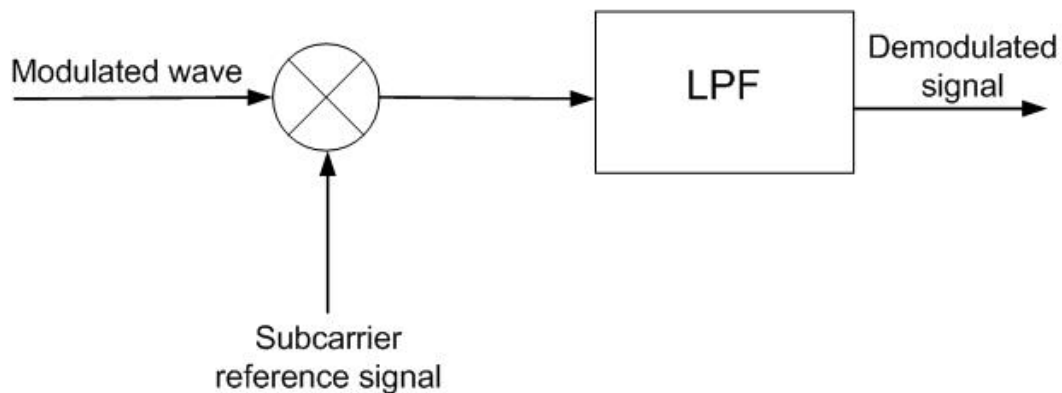 Modulated wave
LPF
Demodulated
signal
Subcarrier
reference signal